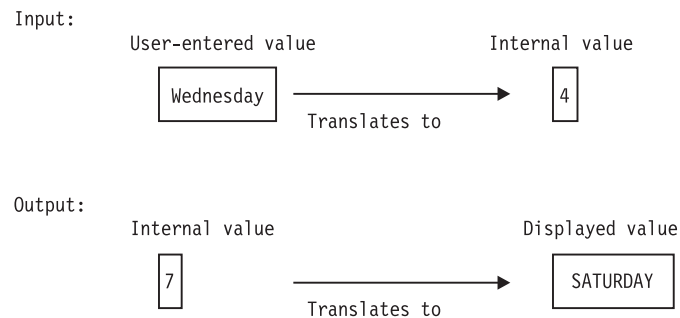 Input:
User-entered value Internal value
Wednesday 4
Translates to
Output:
Internal value Displayed value
7 SATURDAY
Translates to